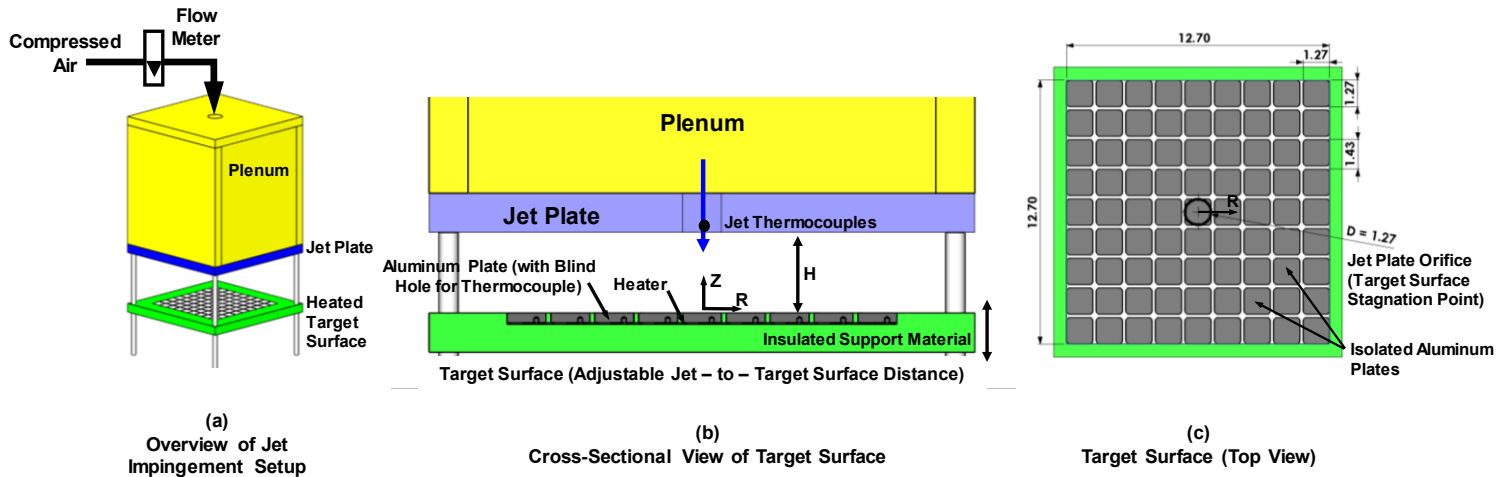 Flow
Meter
Compressed
Air
Plenum
Jet Plate
Heated
Target
Surface
(a)
Overview of Jet
Impingement Setup
Plenum
Jet Plate
Jet Thermocouples
Aluminum Plate (with Blind
Hole for Thermocouple)
Heater
Z
R
H
Insulated Support Material
Target Surface (Adjustable Jet – to – Target Surface Distance)
(b)
Cross-Sectional View of Target Surface
12.70
1.27
1.27
1.43
12.70
R
D = 1.27
Jet Plate Orifice
(Target Surface
Stagnation Point)
Isolated Aluminum
Plates
(c)
Target Surface (Top View)